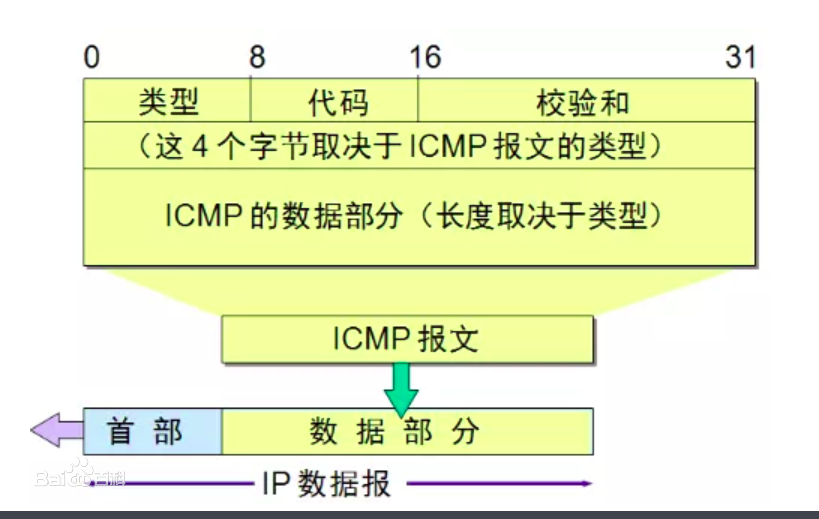 0 8 16 31
类型 代码 校验和
（这 4 个字节取决于 ICMP 报文的类型）
ICMP 的数据部分（长度取决于类型）
ICMP 报文
首 部 数 据 部 分
Baidu百科
IP 数据报